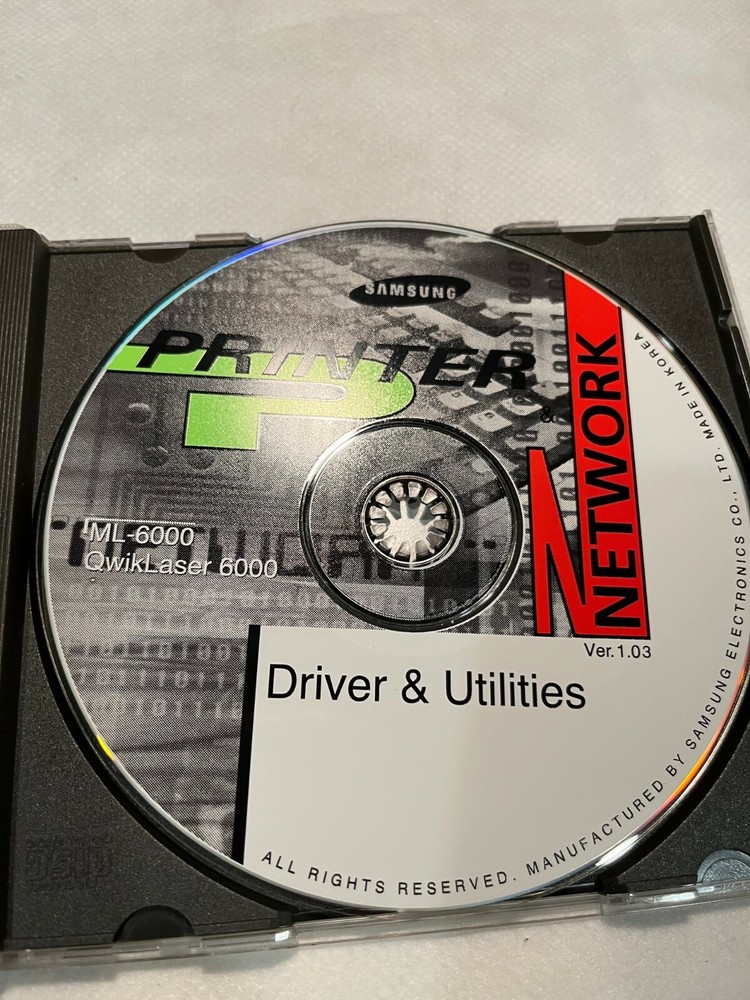 SAMSUNG
PRINTER
&
NETWORK
ML-6000
QwikLaser 6000
Ver.1.03
Driver & Utilities
ALL RIGHTS RESERVED. MANUFACTURED BY SAMSUNG ELECTRONICS CO., LTD. MADE IN KOREA